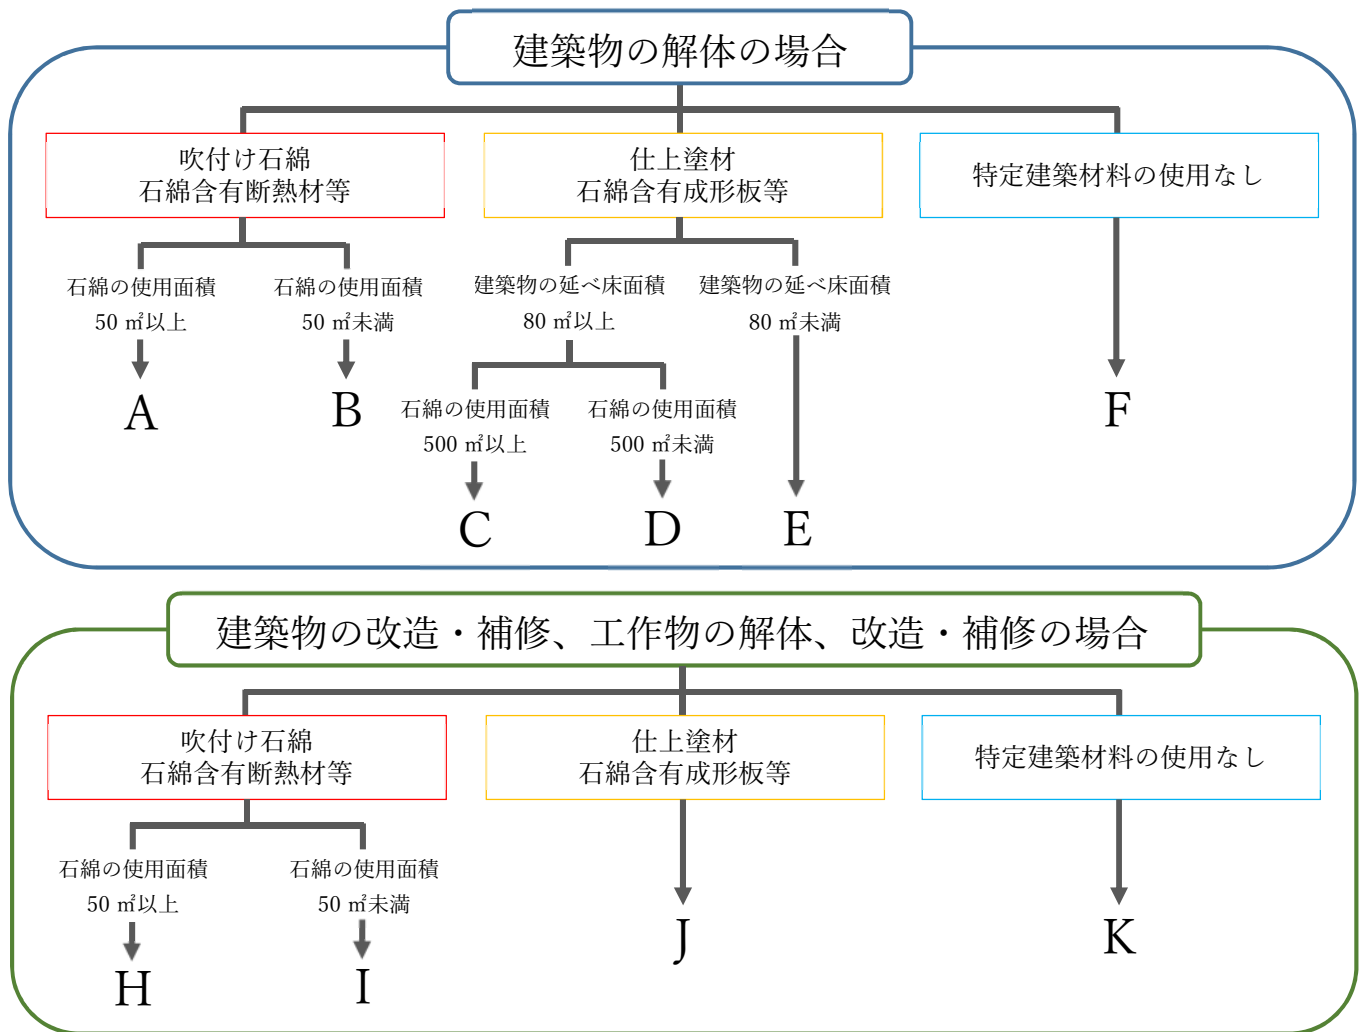 建築物の解体の場合
吹付け石綿
石綿含有断熱材等
仕上塗材
石綿含有成形板等
特定建築材料の使用なし
石綿の使用面積
50 ㎡以上
石綿の使用面積
50 ㎡未満
建築物の延べ床面積
80 ㎡以上
建築物の延べ床面積
80 ㎡未満
A
B
石綿の使用面積
500 ㎡以上
石綿の使用面積
500 ㎡未満
F
C
D
E
建築物の改造・補修、工作物の解体、改造・補修の場合
吹付け石綿
石綿含有断熱材等
仕上塗材
石綿含有成形板等
特定建築材料の使用なし
石綿の使用面積
50 ㎡以上
石綿の使用面積
50 ㎡未満
H
I
J
K